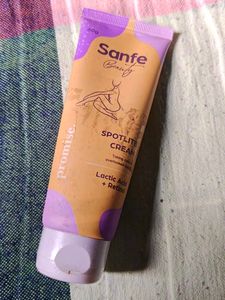 Sanfe
Beauty
promise.
SPOTLITE
CREAM
Lactic Acid
+ Retinol